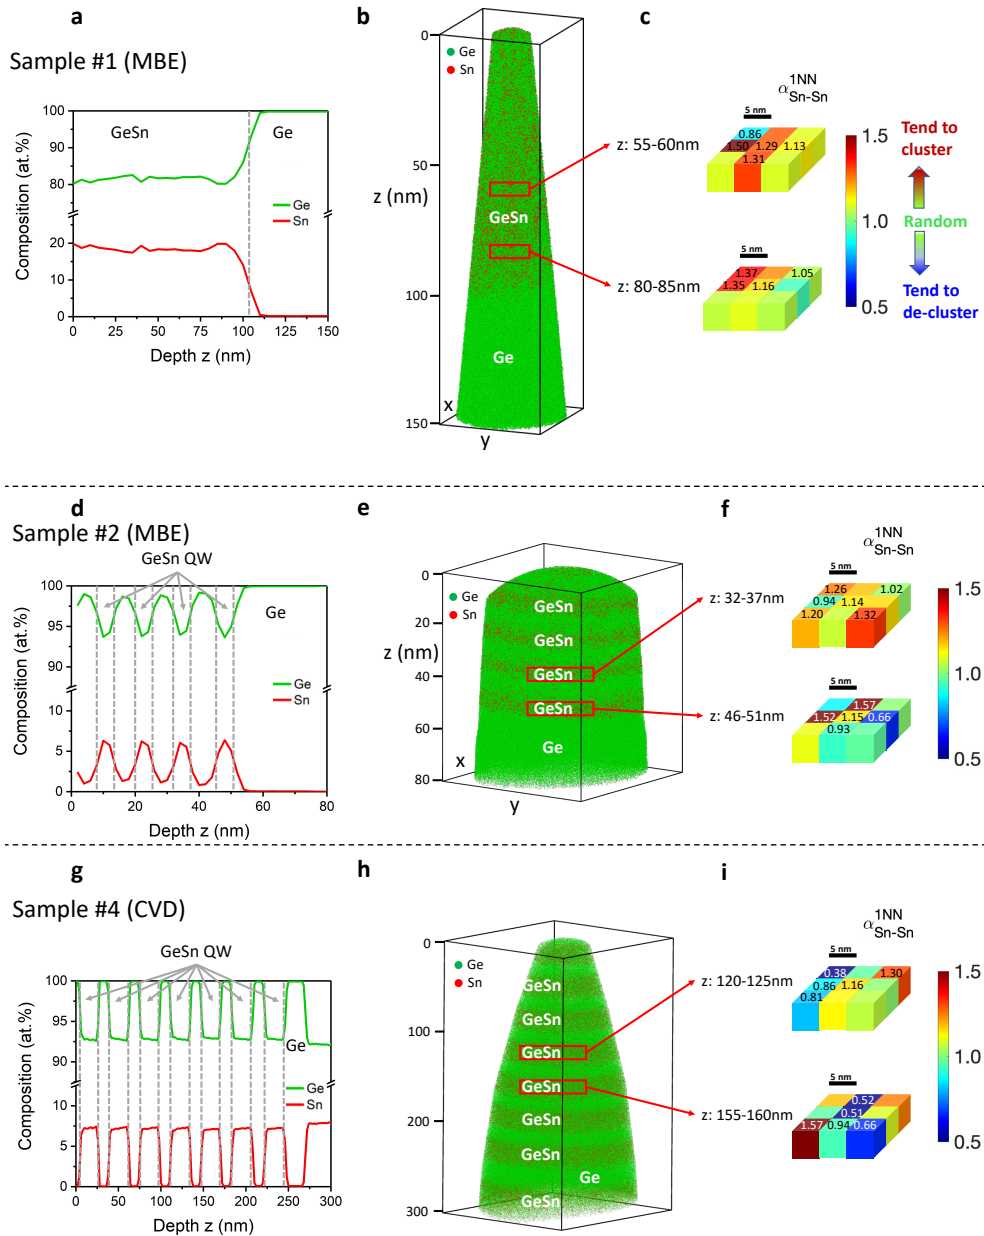 a
b
c
Sample #1 (MBE)
GeSn
Ge
100
90
80
20
10
0
Composition (at.%)
Ge
Sn
0 25 50 75 100 125 150
Depth z (nm)
Ge
Sn
0
50
z (nm)
100
150
GeSn
Ge
x
y
z: 55-60nm
z: 80-85nm
α 1NN Sn-Sn
5 nm
0.86
1.50 1.29 1.13
1.31
5 nm
1.37 1.05
1.35 1.16
1.5
1.0
0.5
Tend to
cluster
Random
Tend to
de-cluster
d
e
f
Sample #2 (MBE)
GeSn QW
Ge
100
95
90
5
0
Composition (at.%)
Ge
Sn
0 20 40 60 80
Depth z (nm)
Ge
Sn
0
20
z (nm)
40
60
80
GeSn
GeSn
GeSn
GeSn
Ge
x
y
z: 32-37nm
z: 46-51nm
α 1NN Sn-Sn
5 nm
1.26 1.02
0.94 1.14
1.20 1.32
5 nm
1.57
1.52 1.15 0.66
0.93
1.5
1.0
0.5
g
h
i
Sample #4 (CVD)
GeSn QW
Ge
100
95
90
10
5
0
Composition (at.%)
Ge
Sn
0 50 100 150 200 250 300
Depth z (nm)
Ge
Sn
0
100
200
300
GeSn
GeSn
GeSn
GeSn
GeSn
GeSn
Ge
GeSn
z: 120-125nm
z: 155-160nm
α 1NN Sn-Sn
5 nm
0.38 1.30
0.86 1.16
0.81
5 nm
0.52
0.51
1.57 0.94 0.66
1.5
1.0
0.5